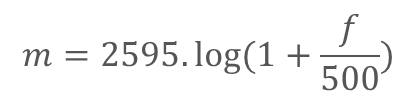 m = 2595.log(1 + f/500)